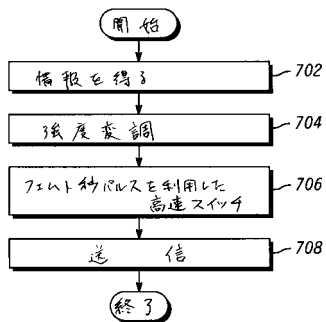 開始
情報を得る
702
強度変調
704
フェムト秒パルスを利用した
高速スイッチ
706
送信
708
終了